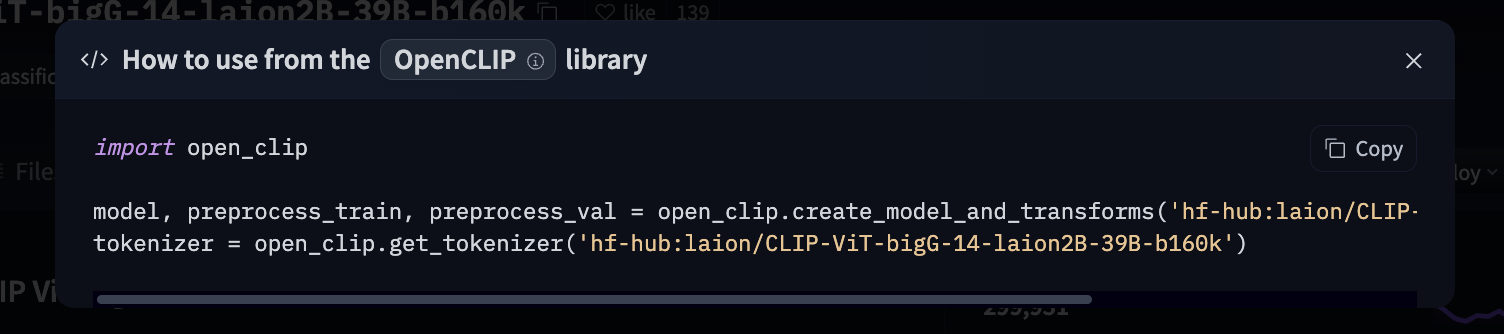 iT-bigG-14-laion2B-39B-b160k like 139
</> How to use from the OpenCLIP library
assific
import open_clip
Copy
File
loy
model, preprocess_train, preprocess_val = open_clip.create_model_and_transforms('hf-hub:laion/CLIP-
tokenizer = open_clip.get_tokenizer('hf-hub:laion/CLIP-ViT-bigG-14-laion2B-39B-b160k')
IP Vi
299,951